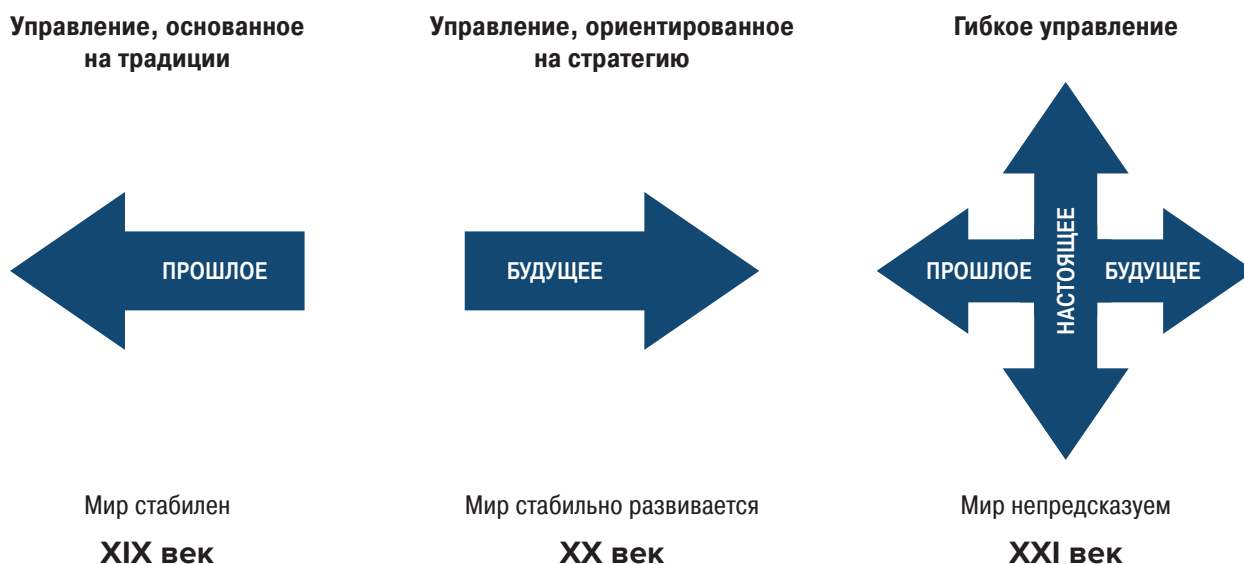 Управление, основанное
на традиции
Управление, ориентированное
на стратегию
Гибкое управление
ПРОШЛОЕ
БУДУЩЕЕ
ПРОШЛОЕ
НАСТОЯЩЕЕ
БУДУЩЕЕ
Мир стабилен
Мир стабильно развивается
Мир непредсказуем
XIX век
XX век
XXI век